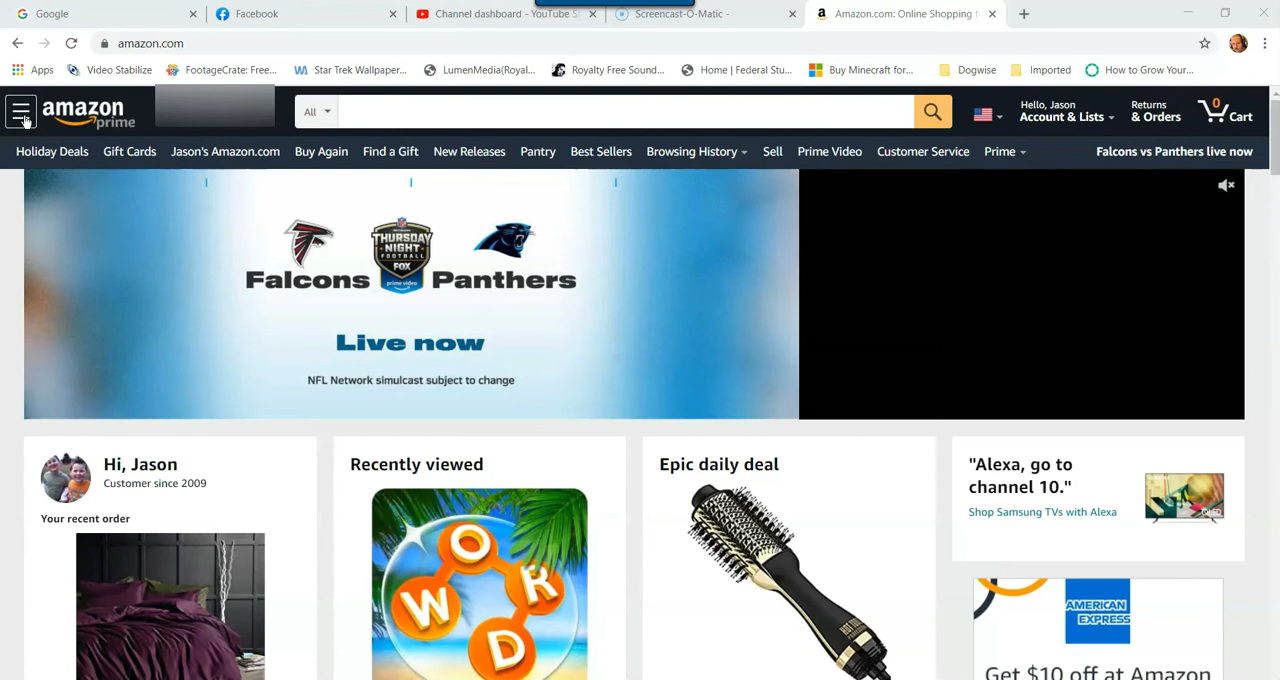 Google
Facebook
Channel dashboard - YouTube S
Screencast-O-Matic -
Amazon.com: Online Shopping
amazon.com
Apps
Video Stabilize
FootageCrate: Free...
Star Trek Wallpaper...
LumenMedia(Royal...
Royalty Free Sound...
Home | Federal Stu...
Buy Minecraft for...
Dogwise
Imported
How to Grow Your...
amazon prime
All
Hello, Jason
Account & Lists
Returns
& Orders
0
Cart
Holiday Deals
Gift Cards
Jason's Amazon.com
Buy Again
Find a Gift
New Releases
Pantry
Best Sellers
Browsing History
Sell
Prime Video
Customer Service
Prime
Falcons vs Panthers live now
NFL
THURSDAY
NIGHT
FOOTBALL
FOX
prime video
Falcons
Panthers
Live now
NFL Network simulcast subject to change
Hi, Jason
Customer since 2009
Your recent order
Recently viewed
W O R D
Epic daily deal
"Alexa, go to
channel 10."
Shop Samsung TVs with Alexa
QLED
AMERICAN
EXPRESS
Get $10 off at Amazon